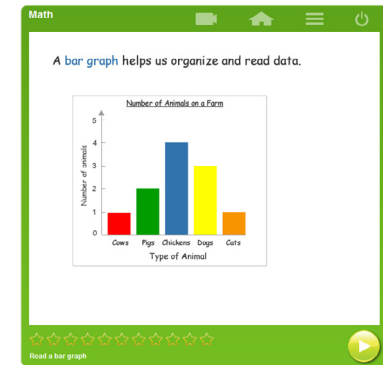 Math
A bar graph helps us organize and read data.
Number of Animals on a Farm
Number of animals
5
4
3
2
1
0
Cows Pigs Chickens Dogs Cats
Type of Animal
Read a bar graph